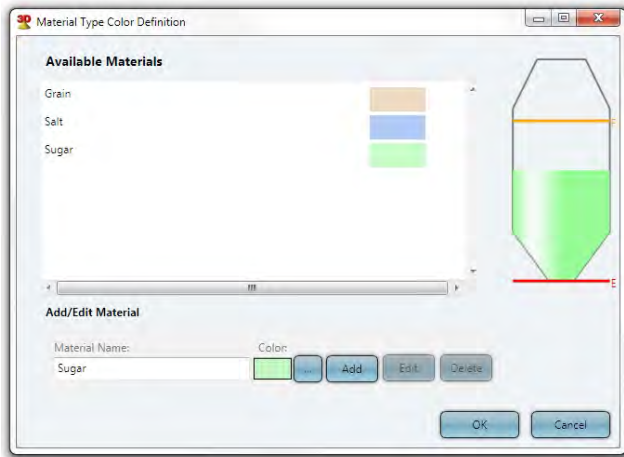 3D Material Type Color Definition
Available Materials
Grain
Salt
Sugar
F
E
Add/Edit Material
Material Name: Color:
Sugar ... Add Edit Delete
OK Cancel